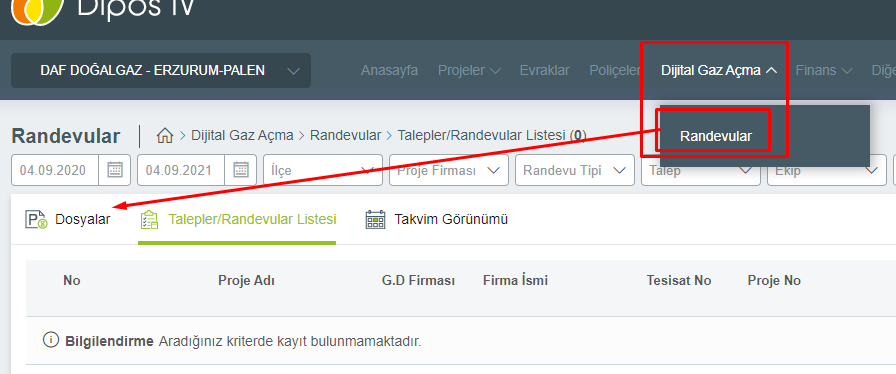 Dipos IV
DAF DOĞALGAZ - ERZURUM-PALEN Anasayfa Projeler Evraklar Poliçeler Dijital Gaz Açma Finans
Randevular
Randevular Dijital Gaz Açma > Randevular > Talepler/Randevular Listesi (0)
04.09.2020 04.09.2021 İlçe Proje Firması Randevu Tipi Talep Ekip
Dosyalar Talepler/Randevular Listesi Takvim Görünümü
No Proje Adı G.D Firması Firma İsmi Tesisat No Proje No
Bilgilendirme Aradığınız kriterde kayıt bulunmamaktadır.